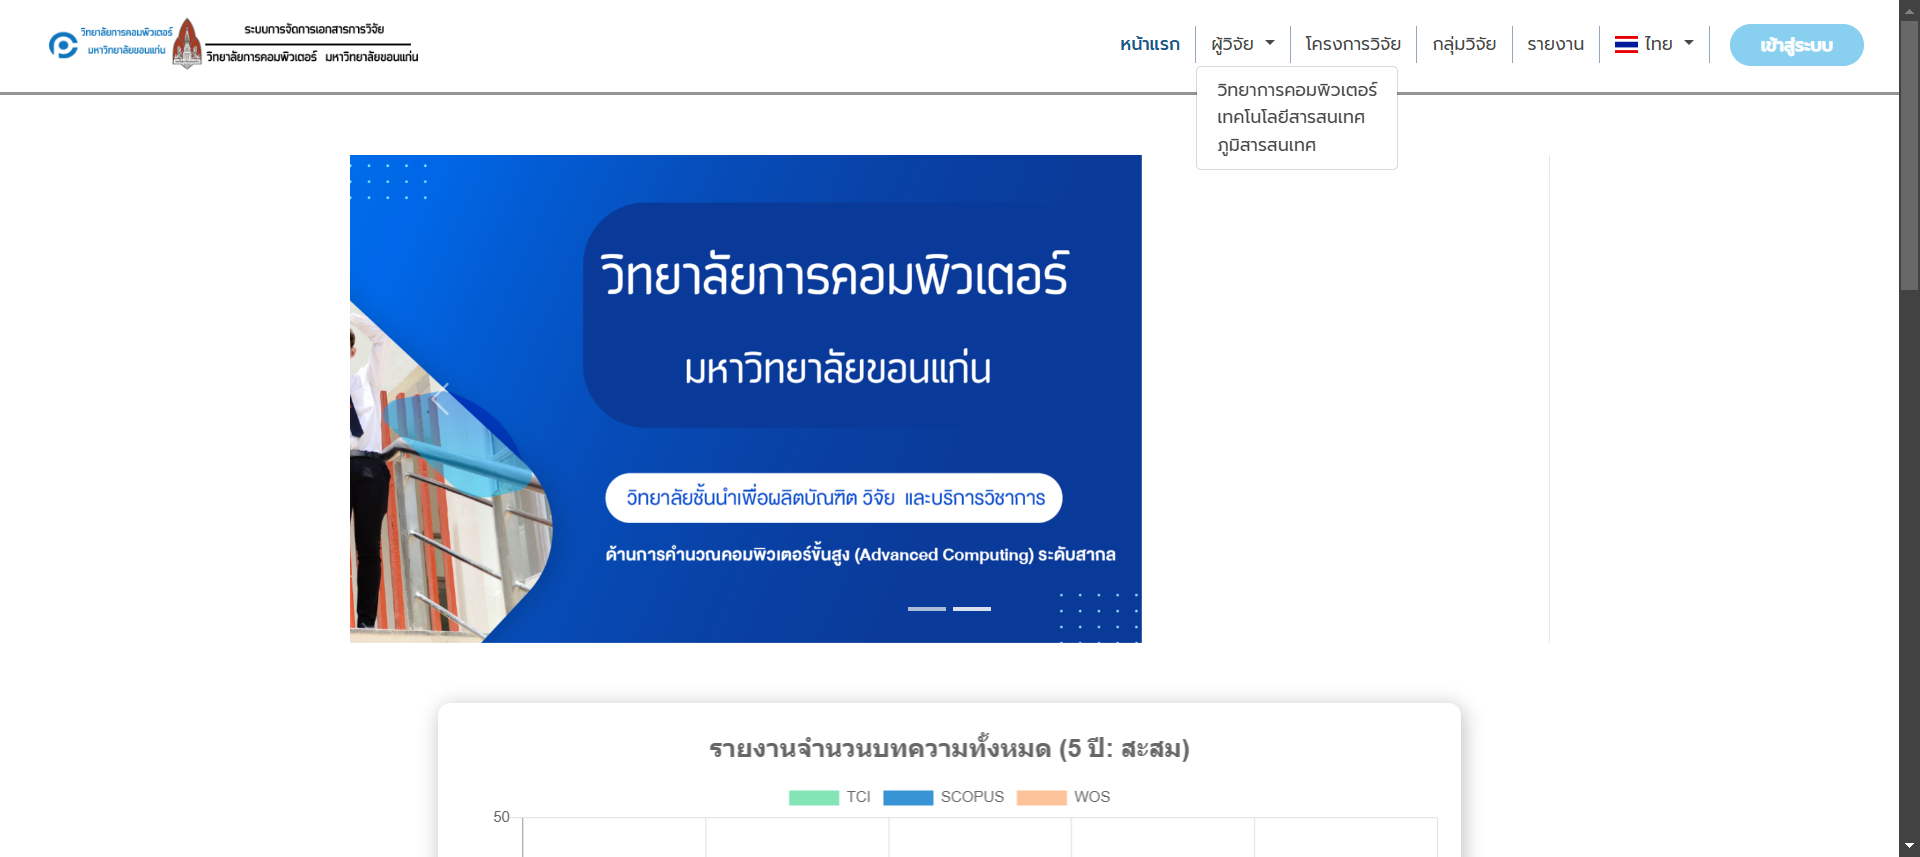 วิทยาลัยการคอมพิวเตอร์
มหาวิทยาลัยขอนแก่น
ระบบการจัดการเอกสารการวิจัย
วิทยาลัยการคอมพิวเตอร์ มหาวิทยาลัยขอนแก่น
หน้าแรก
ผู้วิจัย
โครงการวิจัย
กลุ่มวิจัย
รายงาน
ไทย
เข้าสู่ระบบ
วิทยาการคอมพิวเตอร์
เทคโนโลยีสารสนเทศ
ภูมิสารสนเทศ
วิทยาลัยการคอมพิวเตอร์
มหาวิทยาลัยขอนแก่น
วิทยาลัยชั้นนำเพื่อผลิตบัณฑิต วิจัย และบริการวิชาการ
ด้านการคำนวณคอมพิวเตอร์ขั้นสูง (Advanced Computing) ระดับสากล
รายงานจำนวนบทความทั้งหมด (5 ปี: สะสม)
TCI SCOPUS WOS
50